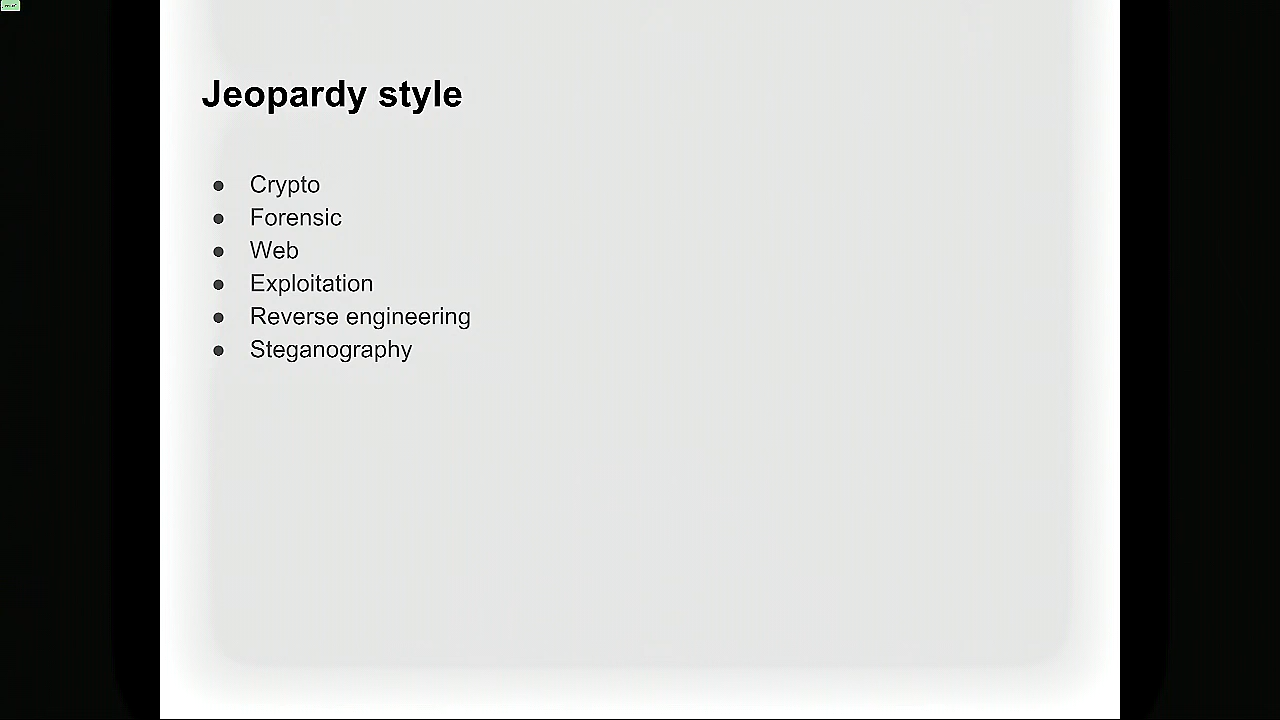 Jeopardy style
● Crypto
● Forensic
● Web
● Exploitation
● Reverse engineering
● Steganography